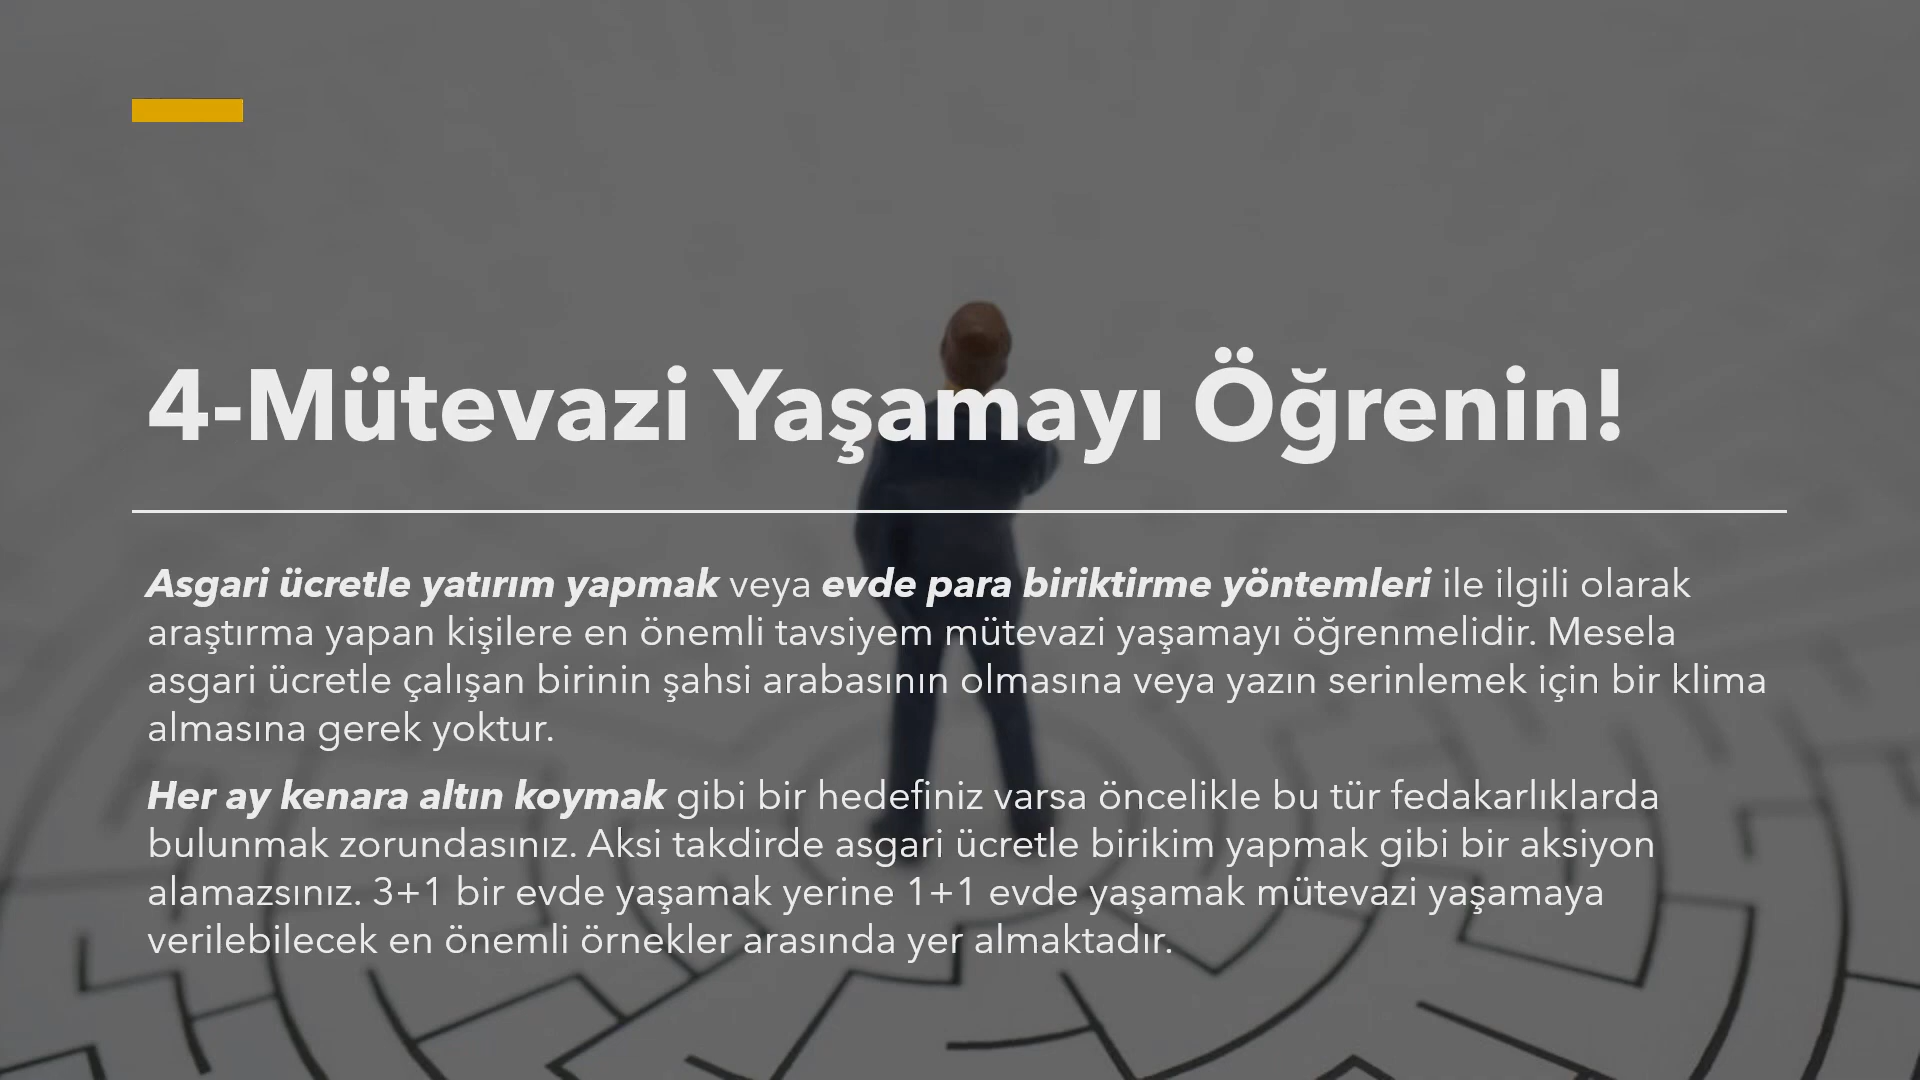 4-Mütevazi Yaşamayı Öğrenin!
Asgari ücretle yatırım yapmak veya evde para biriktirme yöntemleri ile ilgili olarak
araştırma yapan kişilere en önemli tavsiyem mütevazi yaşamayı öğrenmelidir. Mesela
asgari ücretle çalışan birinin şahsi arabasının olmasına veya yazın serinlemek için bir klima
almasına gerek yoktur.
Her ay kenara altın koymak gibi bir hedefiniz varsa öncelikle bu tür fedakarlıklarda
bulunmak zorundasınız. Aksi takdirde asgari ücretle birikim yapmak gibi bir aksiyon
alamazsınız. 3+1 bir evde yaşamak yerine 1+1 evde yaşamak mütevazi yaşamaya
verilebilecek en önemli örnekler arasında yer almaktadır.